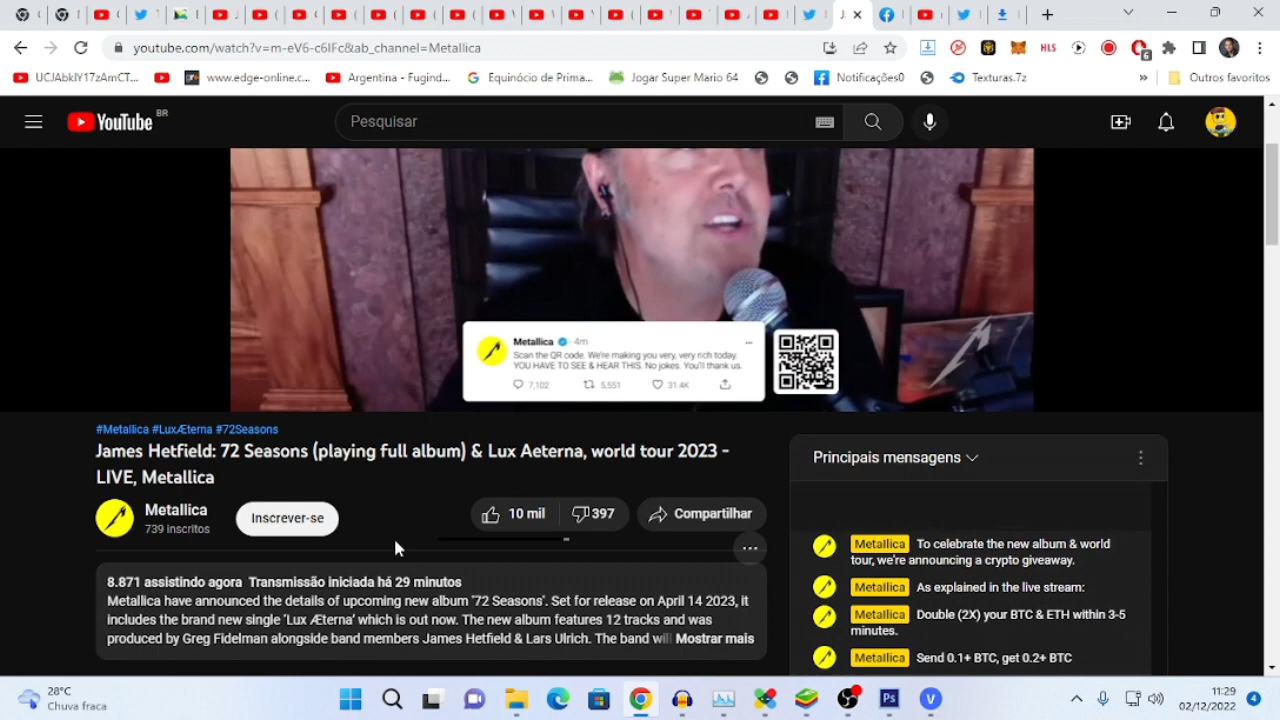 youtube.com/watch?v=m-eV6-c6IFc&ab_channel=Metallica
HLS
6
UCJAbklY17zAmCT...
www.edge-online.c...
Argentina - Fugind...
Equinócio de Prima...
Jogar Super Mario 64
Notificações0
Texturas.7z
»
Outros favoritos
YouTube BR
Pesquisar
Metallica · 4m
Scan the QR code. We're making you very, very rich today.
YOU HAVE TO SEE & HEAR THIS. No jokes. You'll thank us.
7,102 5,551 31.4K
#Metallica #LuxÆterna #72Seasons
James Hetfield: 72 Seasons (playing full album) & Lux Aeterna, world tour 2023 -
LIVE, Metallica
Metallica
739 inscritos
Inscrever-se
10 mil
397
Compartilhar
8.871 assistindo agora Transmissão iniciada há 29 minutos
Metallica have announced the details of upcoming new album '72 Seasons'. Set for release on April 14 2023, it
includes the brand new single 'Lux Æterna' which is out now. The new album features 12 tracks and was
produced by Greg Fidelman alongside band members James Hetfield & Lars Ulrich. The band will Mostrar mais
Principais mensagens
Metallica To celebrate the new album & world
tour, we're announcing a crypto giveaway.
Metallica As explained in the live stream:
Metallica Double (2X) your BTC & ETH within 3-5
minutes.
Metallica Send 0.1+ BTC, get 0.2+ BTC
28°C
Chuva fraca
Ps
V
11:29
02/12/2022
4